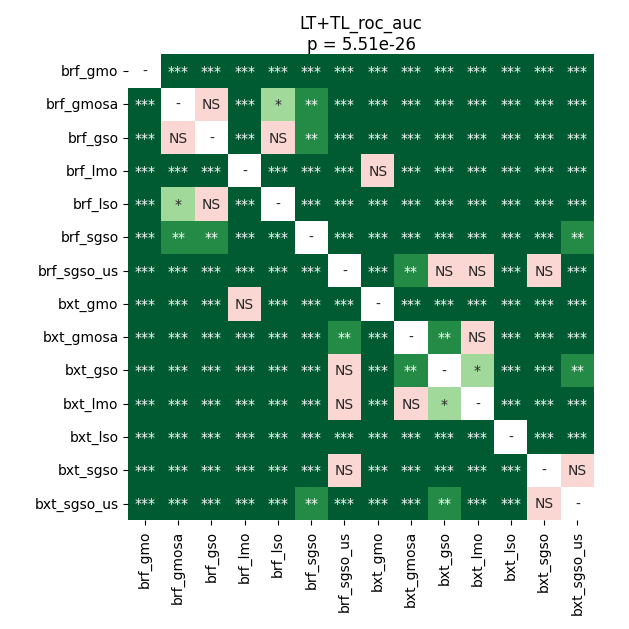 LT+TL_roc_auc
p = 5.51e-26
brf_gmo - *** *** *** *** *** *** *** *** *** *** *** *** ***
brf_gmosa *** - NS *** * ** *** *** *** *** *** *** *** ***
brf_gso *** NS - *** NS ** *** *** *** *** *** *** *** ***
brf_lmo *** *** *** - *** *** *** NS *** *** *** *** *** ***
brf_lso *** * NS *** - *** *** *** *** *** *** *** *** ***
brf_sgso *** ** ** *** *** - *** *** *** *** *** *** *** **
brf_sgso_us *** *** *** *** *** *** - *** ** NS NS *** NS ***
bxt_gmo *** *** *** NS *** *** *** - *** *** *** *** *** ***
bxt_gmosa *** *** *** *** *** *** ** *** - ** NS *** *** ***
bxt_gso *** *** *** *** *** *** NS *** ** - * *** *** **
bxt_lmo *** *** *** *** *** *** NS *** NS * - *** *** ***
bxt_lso *** *** *** *** *** *** *** *** *** *** *** - *** ***
bxt_sgso *** *** *** *** *** *** NS *** *** *** *** *** - NS
bxt_sgso_us *** *** *** *** *** ** *** *** *** ** *** *** NS -
brf_gmo brf_gmosa brf_gso brf_lmo brf_lso brf_sgso brf_sgso_us bxt_gmo bxt_gmosa bxt_gso bxt_lmo bxt_lso bxt_sgso bxt_sgso_us